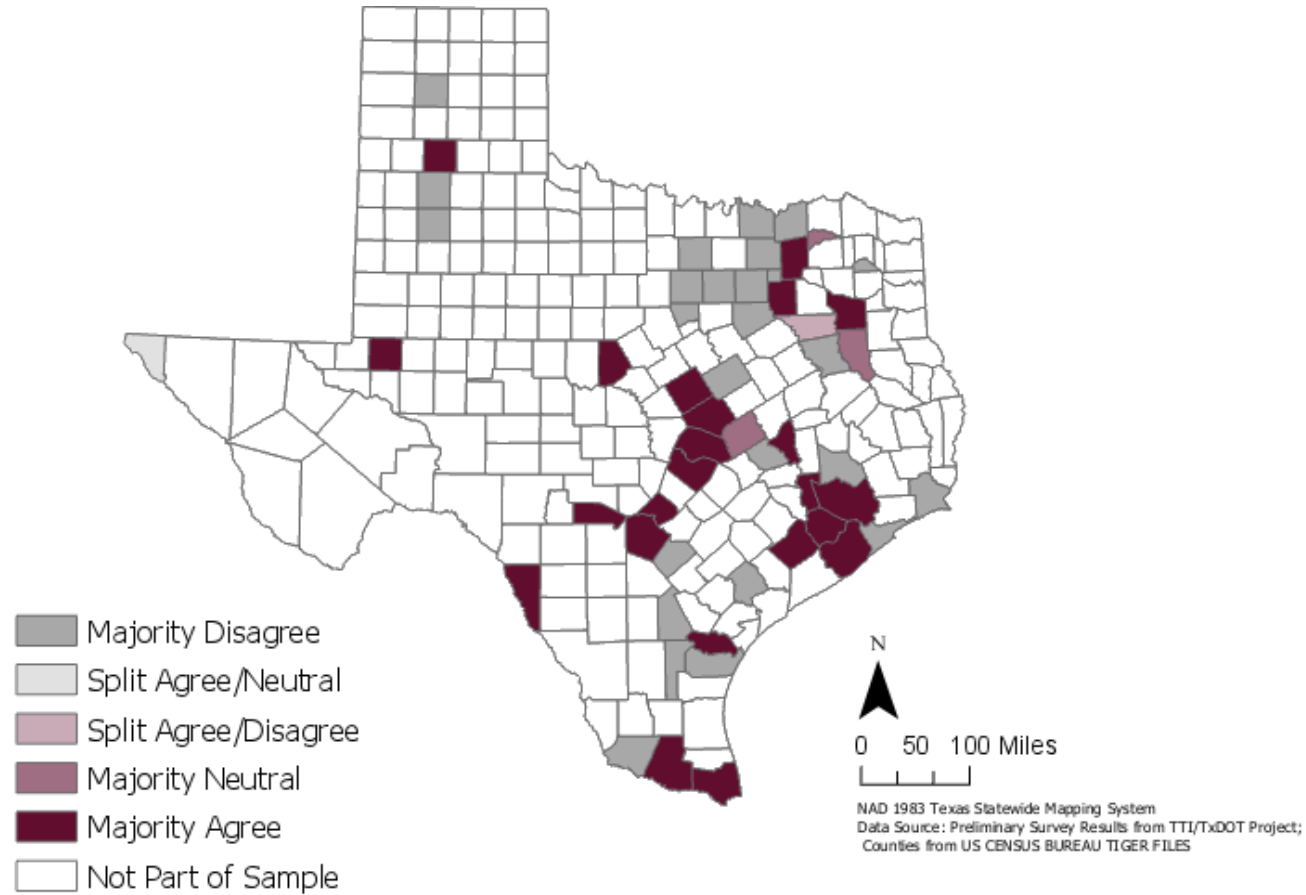 Majority Disagree
Split Agree/Neutral
Split Agree/Disagree
Majority Neutral
Majority Agree
Not Part of Sample
N
0 50 100 Miles
NAD 1983 Texas Statewide Mapping System
Data Source: Preliminary Survey Results from TTI/TxDOT Project;
Counties from US CENSUS BUREAU TIGER FILES